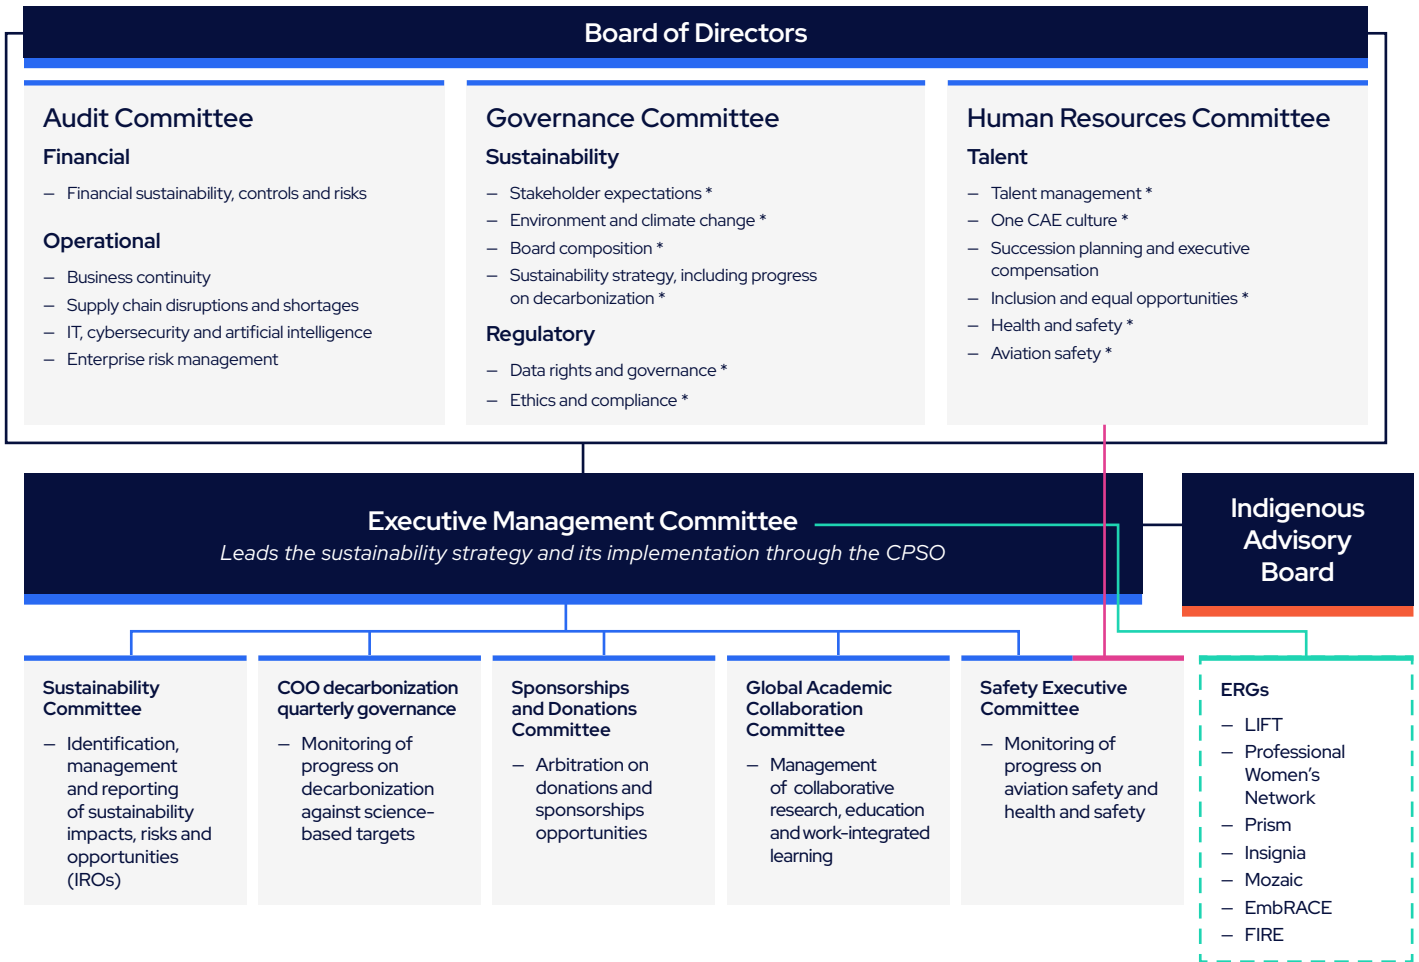 Board of Directors
Audit Committee
Financial
– Financial sustainability, controls and risks
Operational
– Business continuity
– Supply chain disruptions and shortages
– IT, cybersecurity and artificial intelligence
– Enterprise risk management
Governance Committee
Sustainability
– Stakeholder expectations *
– Environment and climate change *
– Board composition *
– Sustainability strategy, including progress
on decarbonization *
Regulatory
– Data rights and governance *
– Ethics and compliance *
Human Resources Committee
Talent
– Talent management *
– One CAE culture *
– Succession planning and executive
compensation
– Inclusion and equal opportunities *
– Health and safety *
– Aviation safety *
Executive Management Committee
Leads the sustainability strategy and its implementation through the CPSO
Indigenous
Advisory
Board
Sustainability
Committee
– Identification,
management
and reporting
of sustainability
impacts, risks and
opportunities
(IROs)
COO decarbonization
quarterly governance
– Monitoring of
progress on
decarbonization
against science-
based targets
Sponsorships
and Donations
Committee
– Arbitration on
donations and
sponsorships
opportunities
Global Academic
Collaboration
Committee
– Management
of collaborative
research, education
and work-integrated
learning
Safety Executive
Committee
– Monitoring of
progress on
aviation safety and
health and safety
ERGs
– LIFT
– Professional
Women's
Network
– Prism
– Insignia
– Mozaic
– EmbRACE
– FIRE